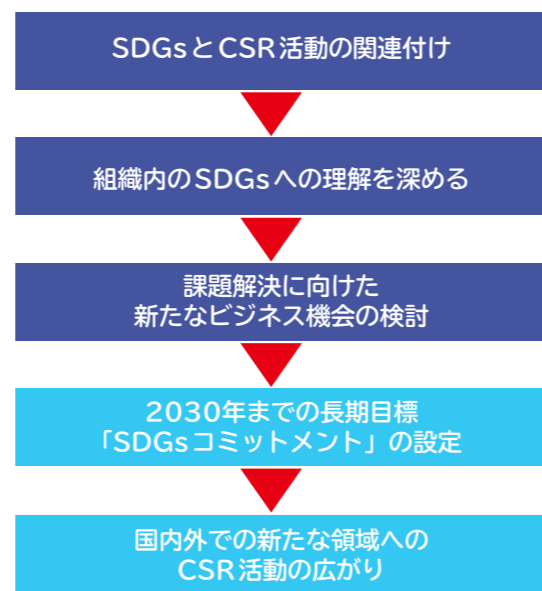 SDGsとCSR活動の関連付け
組織内のSDGsへの理解を深める
課題解決に向けた
新たなビジネス機会の検討
2030年までの長期目標
「SDGsコミットメント」の設定
国内外での新たな領域への
CSR活動の広がり